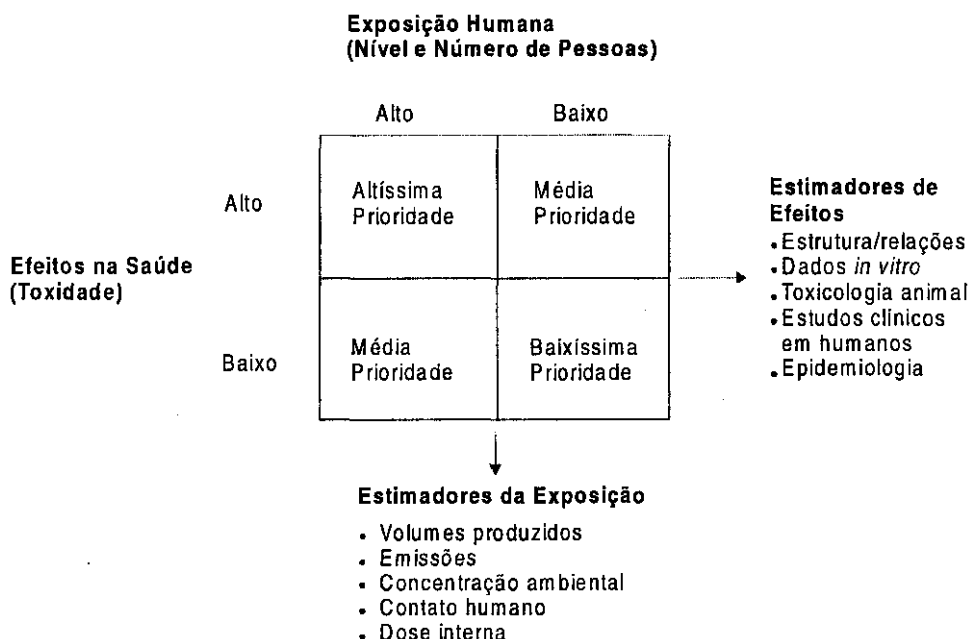 Exposição Humana
(Nível e Número de Pessoas)
Alto
Baixo
Alto
Altíssima
Prioridade
Média
Prioridade
Efeitos na Saúde
(Toxidade)
Baixo
Média
Prioridade
Baixíssima
Prioridade
Estimadores de
Efeitos
• Estrutura/relações
• Dados in vitro
• Toxicologia animal
• Estudos clínicos
em humanos
• Epidemiologia
Estimadores da Exposição
• Volumes produzidos
• Emissões
• Concentração ambiental
• Contato humano
• Dose interna